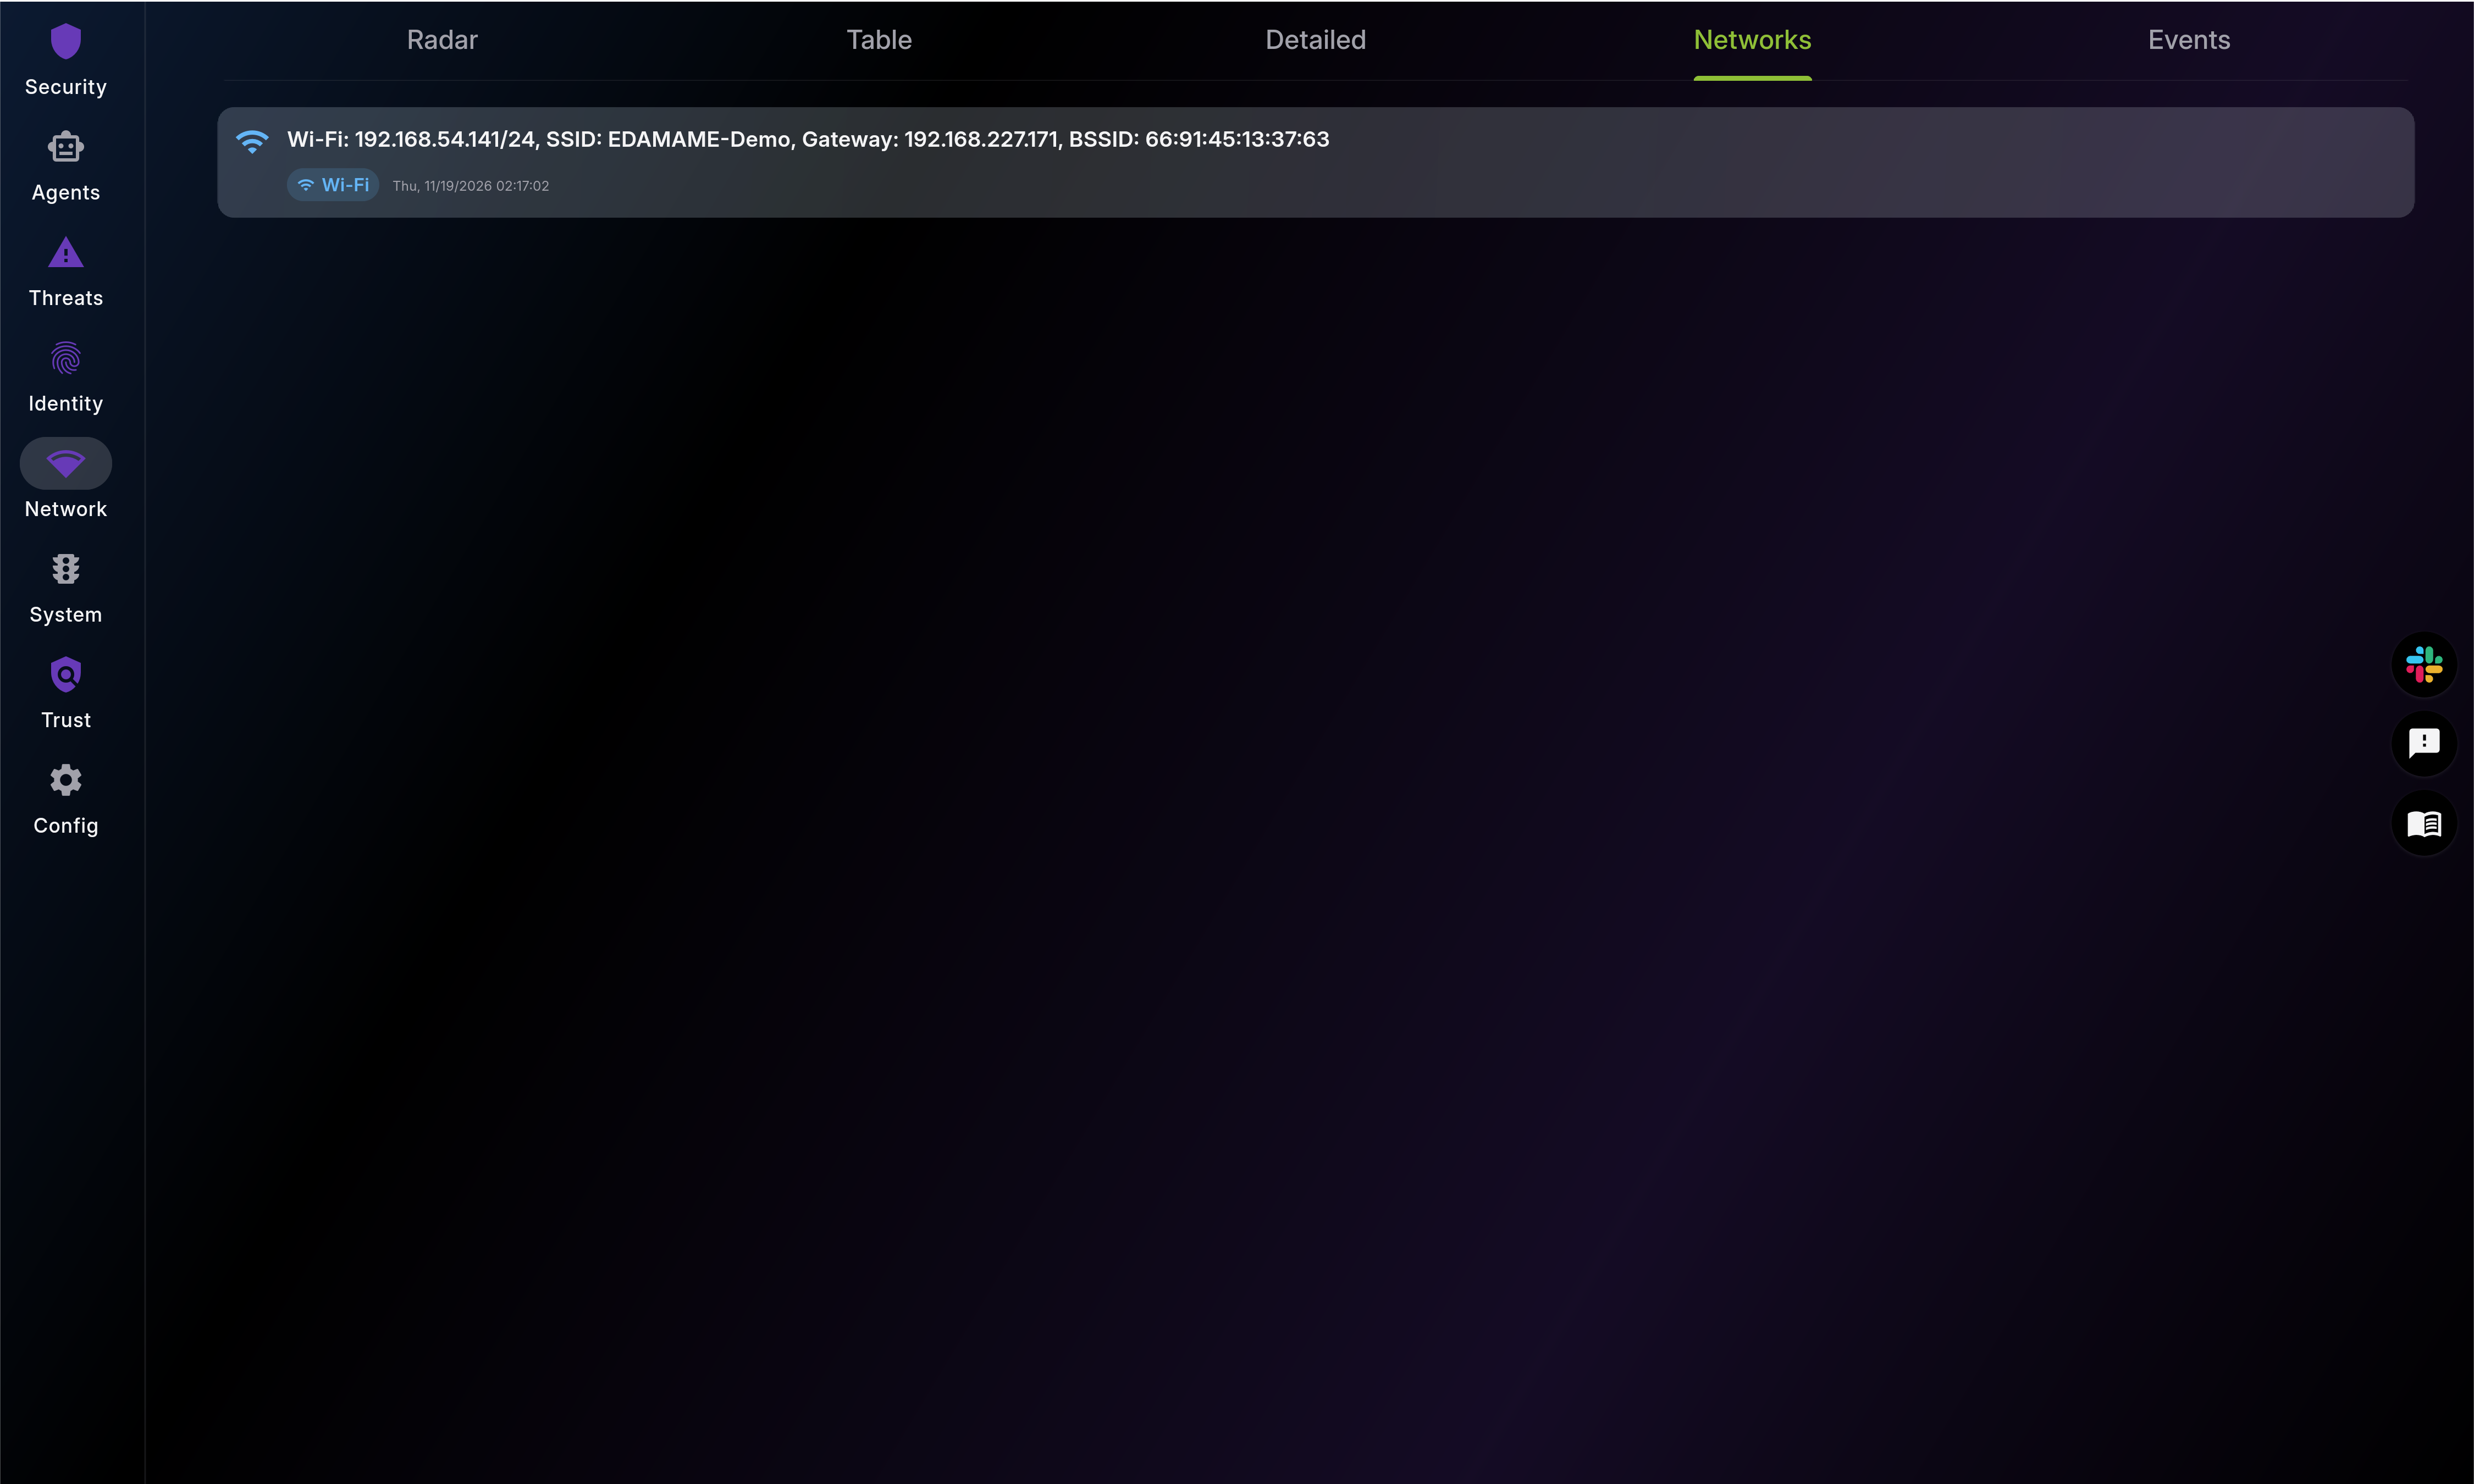 Security
Agents
Threats
Identity
Network
System
Trust
Config
Radar
Table
Detailed
Networks
Events
Wi-Fi: 192.168.54.141/24, SSID: EDAMAME-Demo, Gateway: 192.168.227.171, BSSID: 66:91:45:13:37:63
Wi-Fi Thu, 11/19/2026 02:17:02